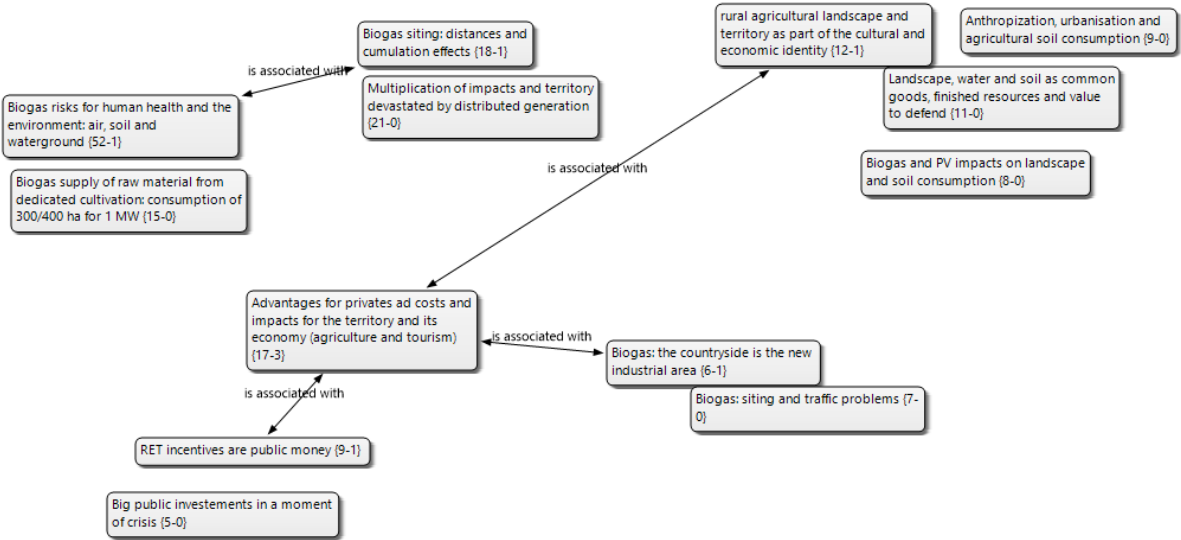 Biogas siting: distances and
cumulation effects {18-1}
rural agricultural landscape and
territory as part of the cultural and
economic identity {12-1}
Anthropization, urbanisation and
agricultural soil consumption {9-0}
is associated with
Multiplication of impacts and territory
devastated by distributed generation
{21-0}
Landscape, water and soil as common
goods, finished resources and value
to defend {11-0}
Biogas risks for human health and the
environment: air, soil and
waterground {52-1}
is associated with
Biogas and PV impacts on landscape
and soil consumption {8-0}
Biogas supply of raw material from
dedicated cultivation: consumption of
300/400 ha for 1 MW {15-0}
Advantages for privates ad costs and
impacts for the territory and its
economy (agriculture and tourism)
{17-3}
is associated with
Biogas: the countryside is the new
industrial area {6-1}
is associated with
Biogas: siting and traffic problems {7-
0}
RET incentives are public money {9-1}
Big public investements in a moment
of crisis {5-0}